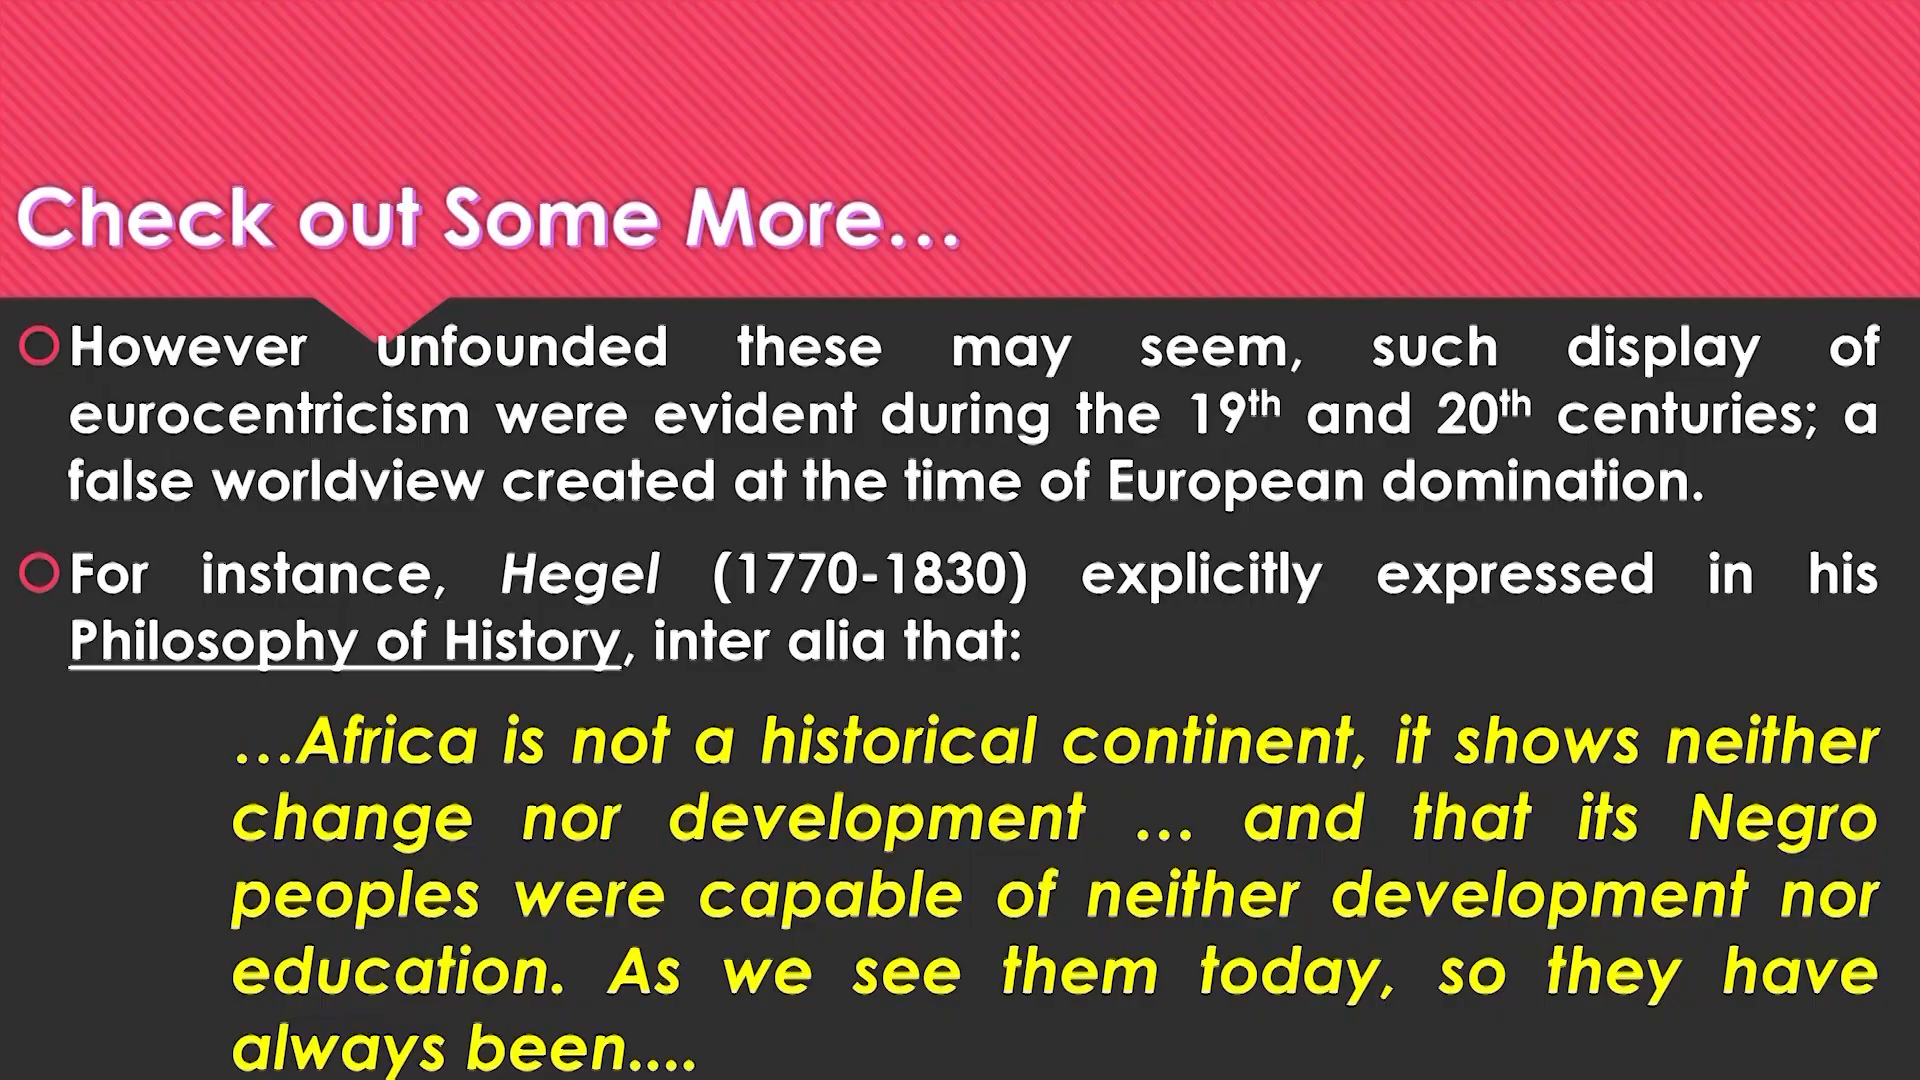 Check out Some More...
However unfounded these may seem, such display of
eurocentricism were evident during the 19th and 20th centuries; a
false worldview created at the time of European domination.
For instance, Hegel (1770-1830) explicitly expressed in his
Philosophy of History, inter alia that:
...Africa is not a historical continent, it shows neither
change nor development ... and that its Negro
peoples were capable of neither development nor
education. As we see them today, so they have
always been....